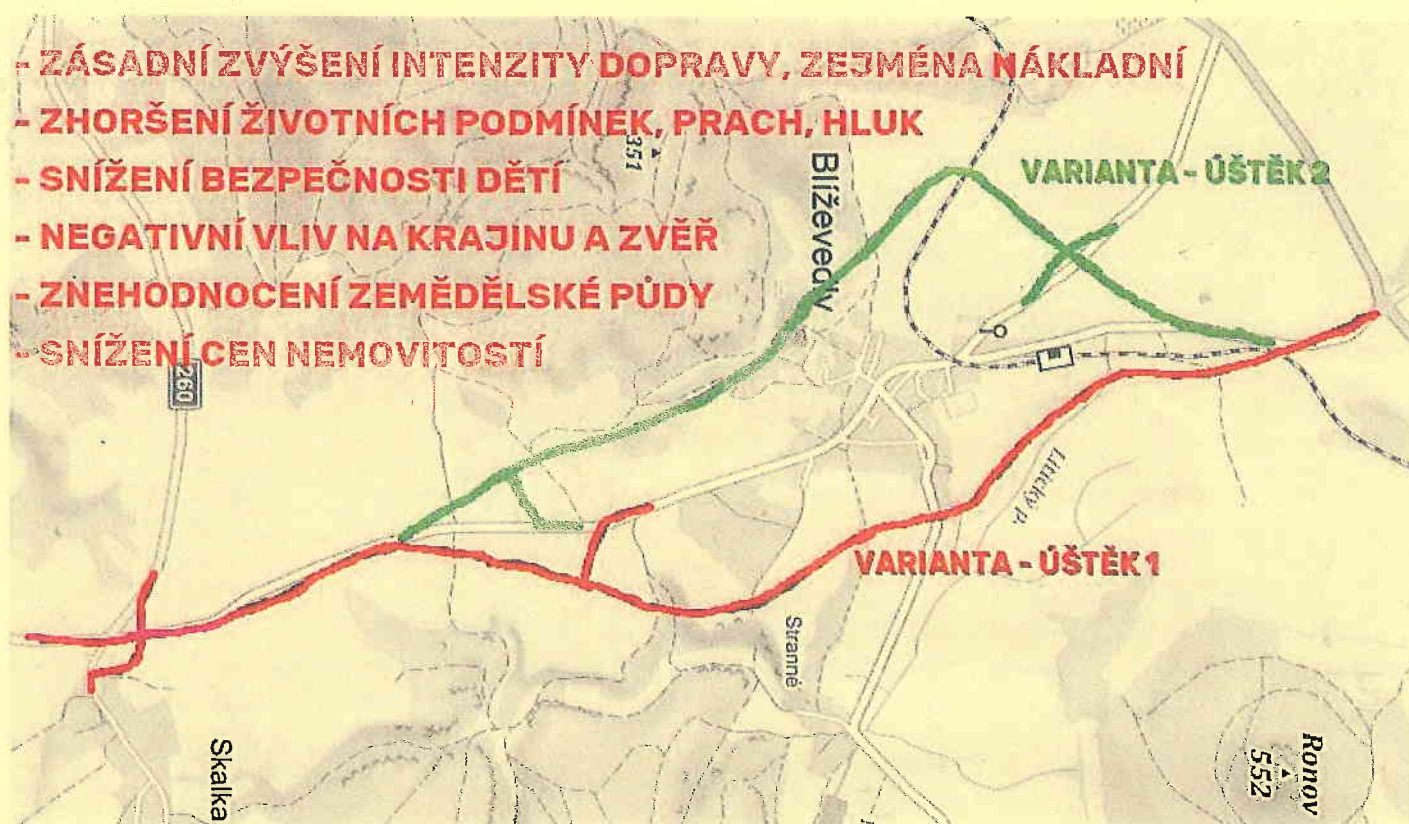 - ZÁSADNÍ ZVÝŠENÍ INTENZITY DOPRAVY, ZEJMÉNA NÁKLADNÍ
- ZHORŠENÍ ŽIVOTNÍCH PODMÍNEK, PRACH, HLUK
- SNÍŽENÍ BEZPEČNOSTI DĚTÍ
- NEGATIVNÍ VLIV NA KRAJINU A ZVĚŘ
- ZNEHODNOCENÍ ZEMĚDĚLSKÉ PŮDY
- SNÍŽENÍ CEN NEMOVITOSTÍ
351
Blíževedy
VARIANTA - ÚŠTĚK 2
260
VARIANTA - ÚŠTĚK 1
Stranné
Skalka
Ronov
552